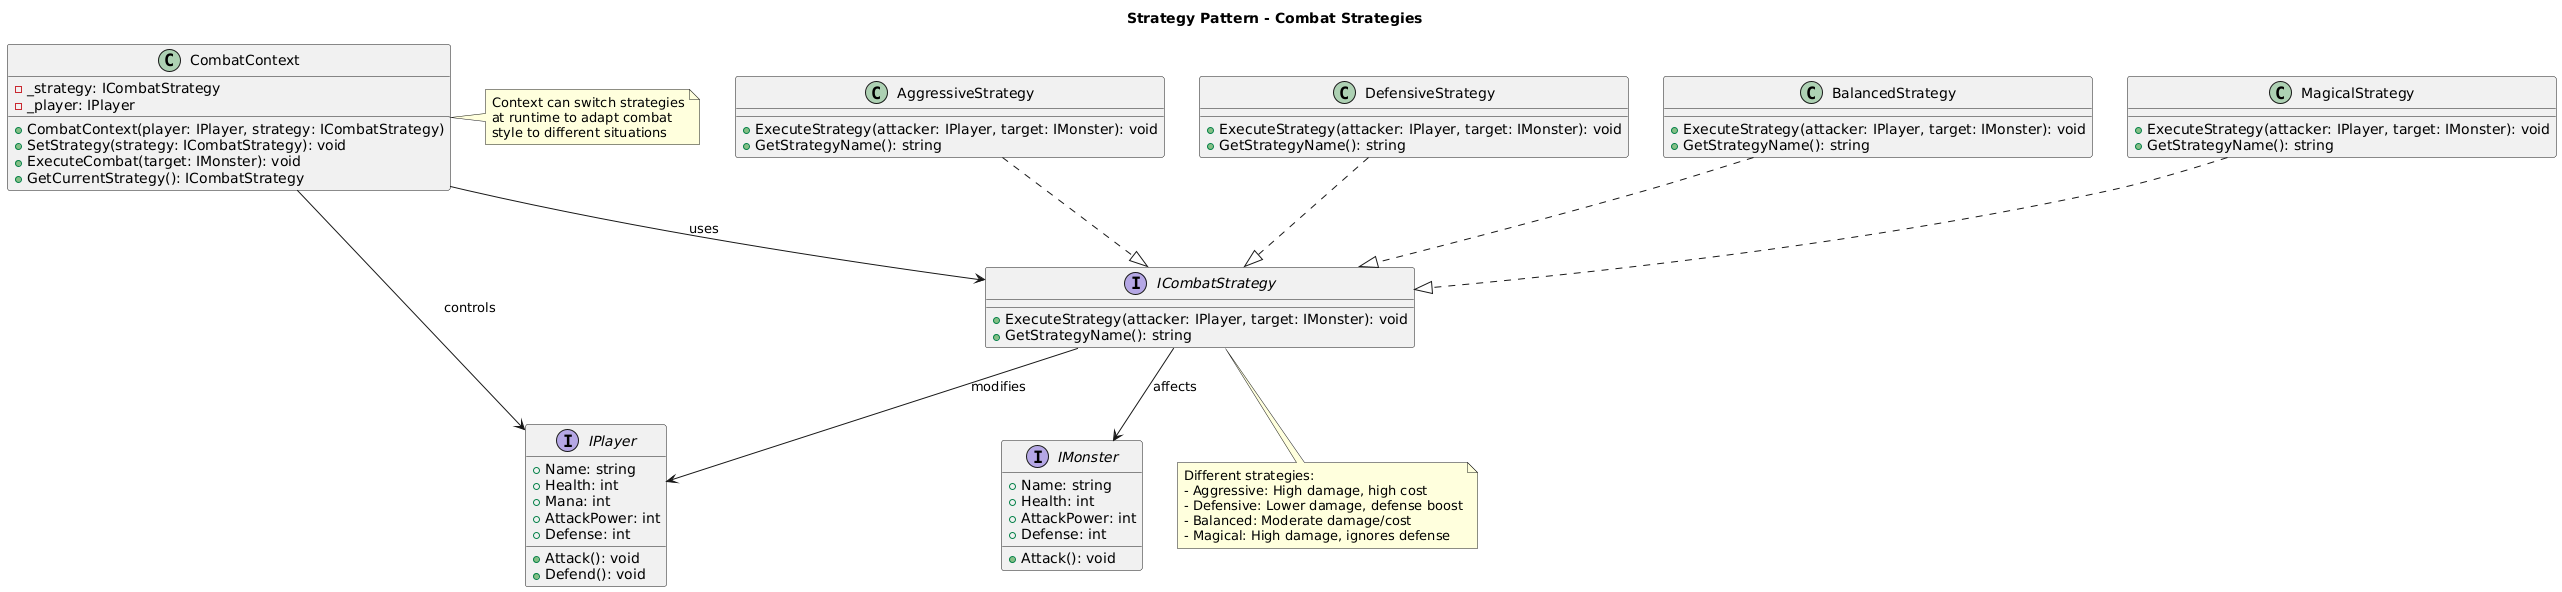 Strategy Pattern - Combat Strategies
C CombatContext
_strategy: ICombatStrategy
_player: IPlayer
CombatContext(player: IPlayer, strategy: ICombatStrategy)
SetStrategy(strategy: ICombatStrategy): void
ExecuteCombat(target: IMonster): void
GetCurrentStrategy(): ICombatStrategy
Context can switch strategies
at runtime to adapt combat
style to different situations
C AggressiveStrategy
ExecuteStrategy(attacker: IPlayer, target: IMonster): void
GetStrategyName(): string
C DefensiveStrategy
ExecuteStrategy(attacker: IPlayer, target: IMonster): void
GetStrategyName(): string
C BalancedStrategy
ExecuteStrategy(attacker: IPlayer, target: IMonster): void
GetStrategyName(): string
C MagicalStrategy
ExecuteStrategy(attacker: IPlayer, target: IMonster): void
GetStrategyName(): string
uses
controls
I ICombatStrategy
ExecuteStrategy(attacker: IPlayer, target: IMonster): void
GetStrategyName(): string
modifies
affects
I IPlayer
Name: string
Health: int
Mana: int
AttackPower: int
Defense: int
Attack(): void
Defend(): void
I IMonster
Name: string
Health: int
AttackPower: int
Defense: int
Attack(): void
Different strategies:
- Aggressive: High damage, high cost
- Defensive: Lower damage, defense boost
- Balanced: Moderate damage/cost
- Magical: High damage, ignores defense